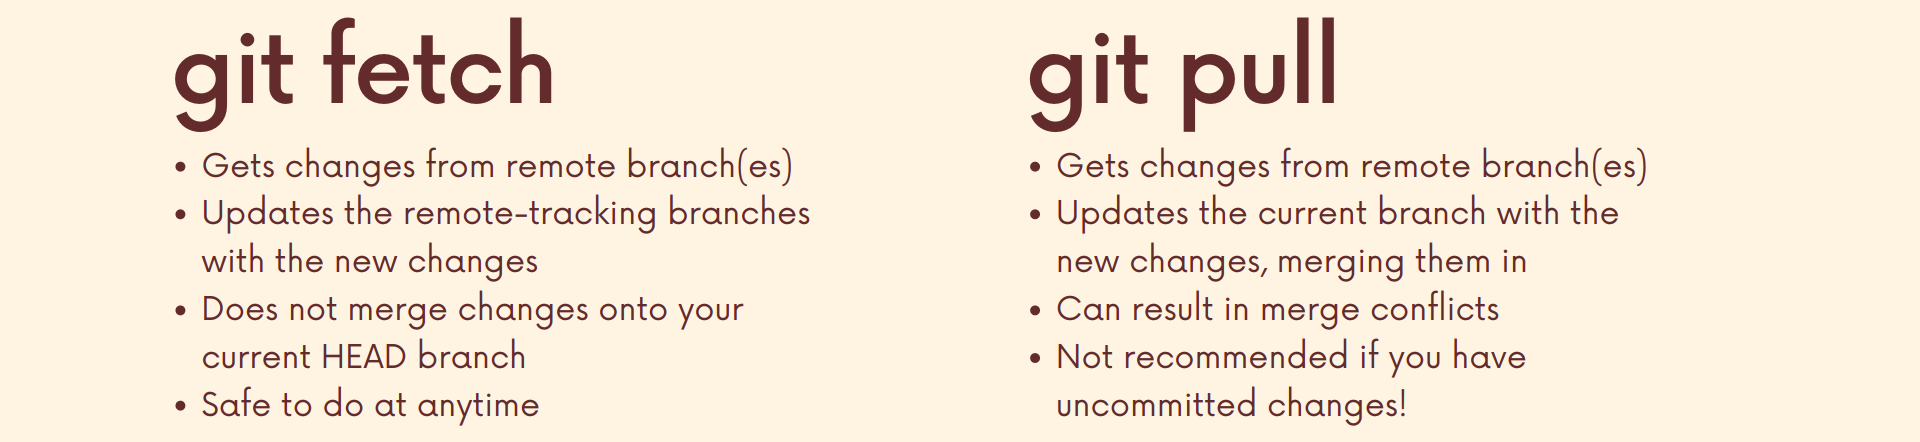 git fetch
• Gets changes from remote branch(es)
• Updates the remote-tracking branches
with the new changes
• Does not merge changes onto your
current HEAD branch
• Safe to do at anytime
git pull
• Gets changes from remote branch(es)
• Updates the current branch with the
new changes, merging them in
• Can result in merge conflicts
• Not recommended if you have
uncommitted changes!